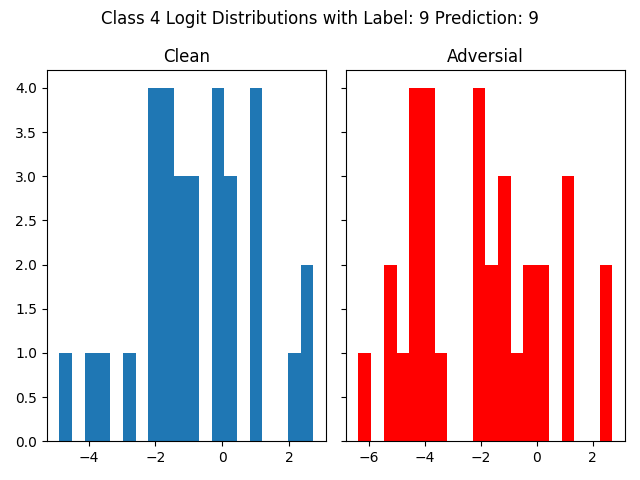 Class 4 Logit Distributions with Label: 9 Prediction: 9
Clean
Adversial
4.0
3.5
3.0
2.5
2.0
1.5
1.0
0.5
0.0
−4 −2 0 2
−6 −4 −2 0 2